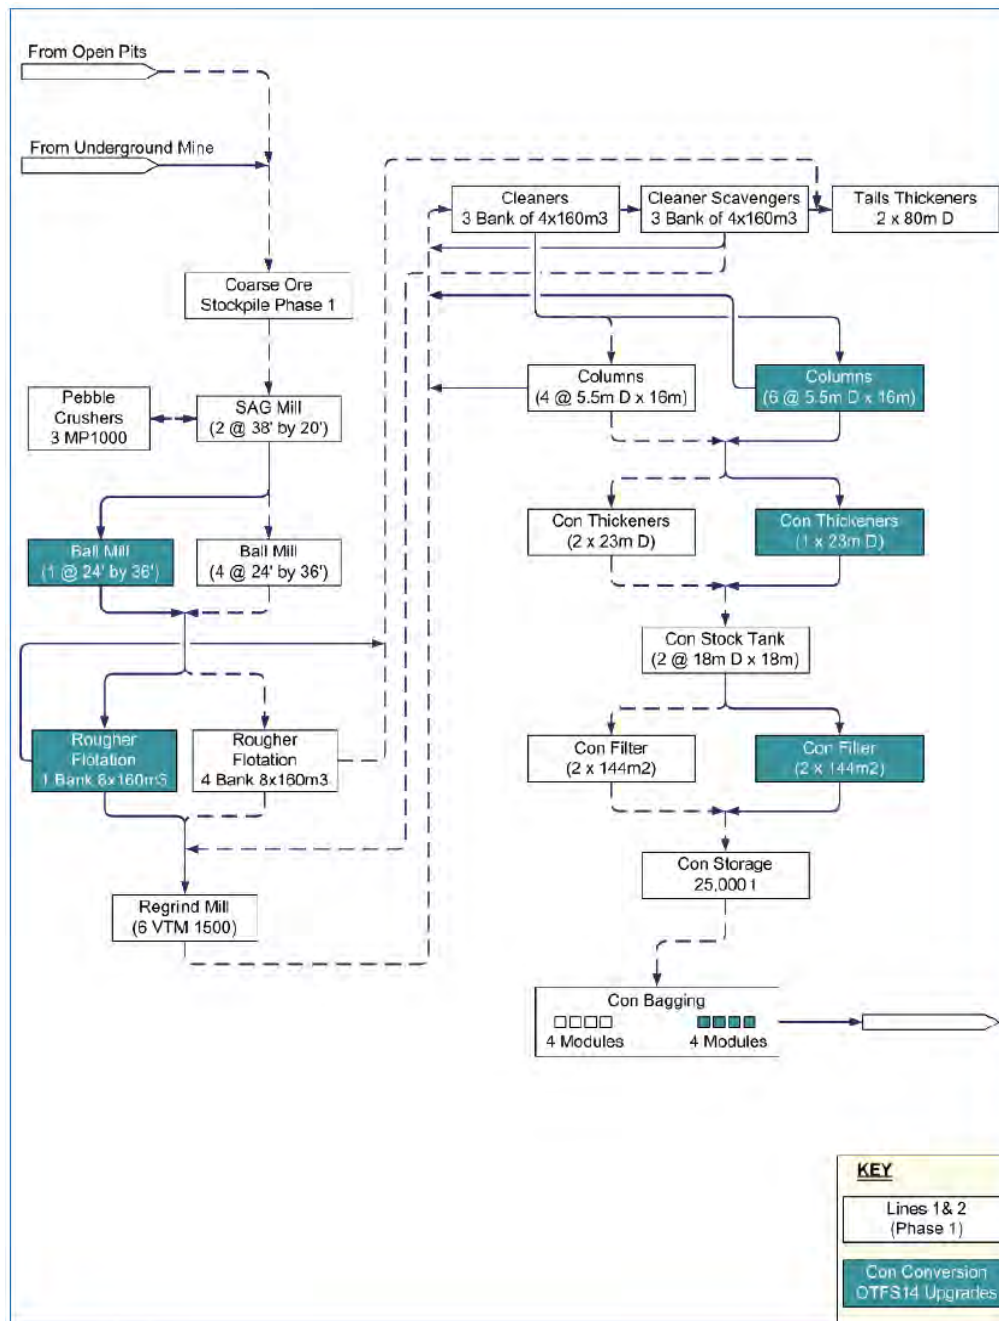 From Open Pits
From Underground Mine
Cleaners
3 Bank of 4x160m3
Cleaner Scavengers
3 Bank of 4x160m3
Tails Thickeners
2 x 80m D
Coarse Ore
Stockpile Phase 1
Pebble
Crushers
3 MP1000
SAG Mill
(2 @ 38' by 20')
Columns
(4 @ 5.5m D x 16m)
Columns
(6 @ 5.5m D x 16m)
Ball Mill
(1 @ 24' by 36')
Ball Mill
(4 @ 24' by 36')
Con Thickeners
(2 x 23m D)
Con Thickeners
(1 x 23m D)
Con Stock Tank
(2 @ 18m D x 18m)
Rougher
Flotation
1 Bank 8x160m3
Rougher
Flotation
4 Bank 8x160m3
Con Filter
(2 x 144m2)
Con Filter
(2 x 144m2)
Con Storage
25,000 t
Regrind Mill
(6 VTM 1500)
Con Bagging
4 Modules
4 Modules
KEY
Lines 1& 2
(Phase 1)
Con Conversion
OTFS14 Upgrades